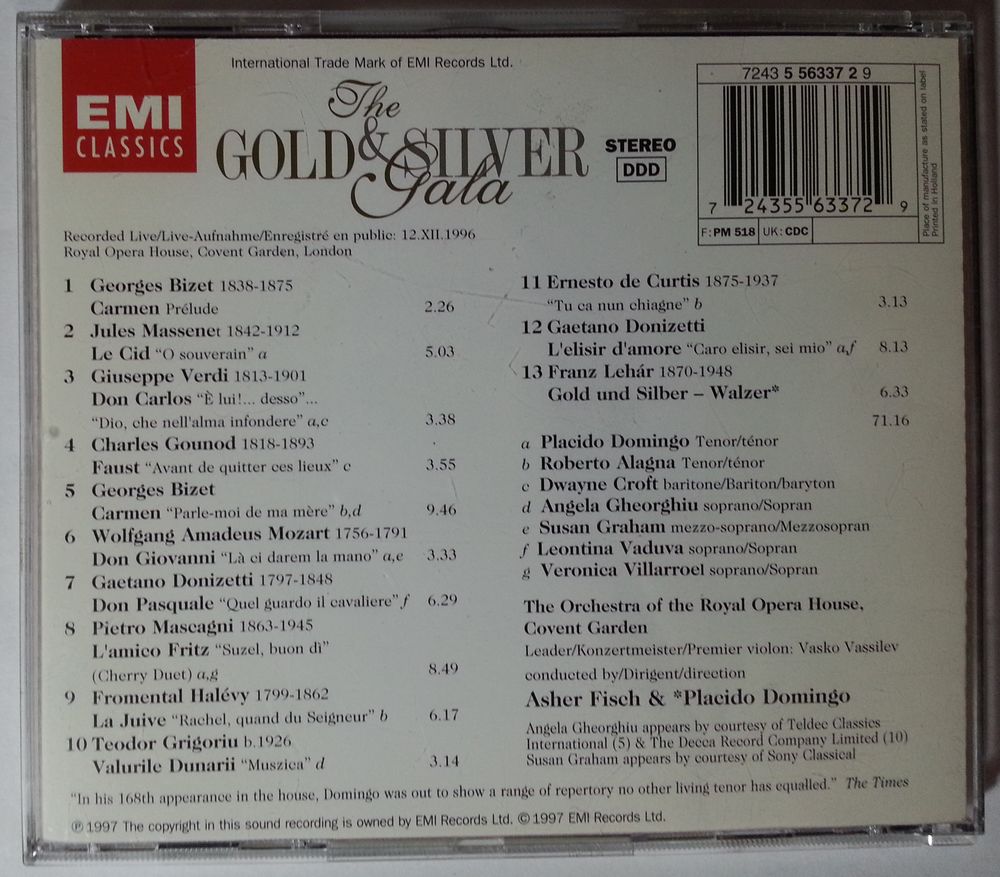 International Trade Mark of EMI Records Ltd.
EMI
CLASSICS
The
GOLD & SILVER
Gala
STEREO
DDD
7243 5 56337 2 9
7 24355 63372 9
F: PM 518 UK: CDC
Place of manufacture as stated on label
Printed in Holland
Recorded Live/Live-Aufnahme/Enregistré en public: 12.XII.1996
Royal Opera House, Covent Garden, London
1 Georges Bizet 1838-1875
Carmen Prélude 2.26
2 Jules Massenet 1842-1912
Le Cid “O souverain” a 5.03
3 Giuseppe Verdi 1813-1901
Don Carlos “È lui!... desso”...
“Dio, che nell'alma infondere” a,c 3.38
4 Charles Gounod 1818-1893
Faust “Avant de quitter ces lieux” c 3.55
5 Georges Bizet
Carmen “Parle-moi de ma mère” b,d 9.46
6 Wolfgang Amadeus Mozart 1756-1791
Don Giovanni “Là ci darem la mano” a,e 3.33
7 Gaetano Donizetti 1797-1848
Don Pasquale “Quel guardo il cavaliere” f 6.29
8 Pietro Mascagni 1863-1945
L'amico Fritz “Suzel, buon dì”
(Cherry Duet) a,g 8.49
9 Fromental Halévy 1799-1862
La Juive “Rachel, quand du Seigneur” b 6.17
10 Teodor Grigoriu b.1926
Valurile Dunarii “Muszica” d 3.14
11 Ernesto de Curtis 1875-1937
“Tu ca nun chiagne” b 3.13
12 Gaetano Donizetti
L'elisir d'amore “Caro elisir, sei mio” a,f 8.13
13 Franz Lehár 1870-1948
Gold und Silber – Walzer* 6.33
71.16
a Placido Domingo Tenor/ténor
b Roberto Alagna Tenor/ténor
c Dwayne Croft baritone/Bariton/baryton
d Angela Gheorghiu soprano/Sopran
e Susan Graham mezzo-soprano/Mezzosopran
f Leontina Vaduva soprano/Sopran
g Veronica Villarroel soprano/Sopran
The Orchestra of the Royal Opera House,
Covent Garden
Leader/Konzertmeister/Premier violon: Vasko Vassilev
conducted by/Dirigent/direction
Asher Fisch & *Placido Domingo
Angela Gheorghiu appears by courtesy of Teldec Classics
International (5) & The Decca Record Company Limited (10)
Susan Graham appears by courtesy of Sony Classical
“In his 168th appearance in the house, Domingo was out to show a range of repertory no other living tenor has equalled.” The Times
℗ 1997 The copyright in this sound recording is owned by EMI Records Ltd. © 1997 EMI Records Ltd.